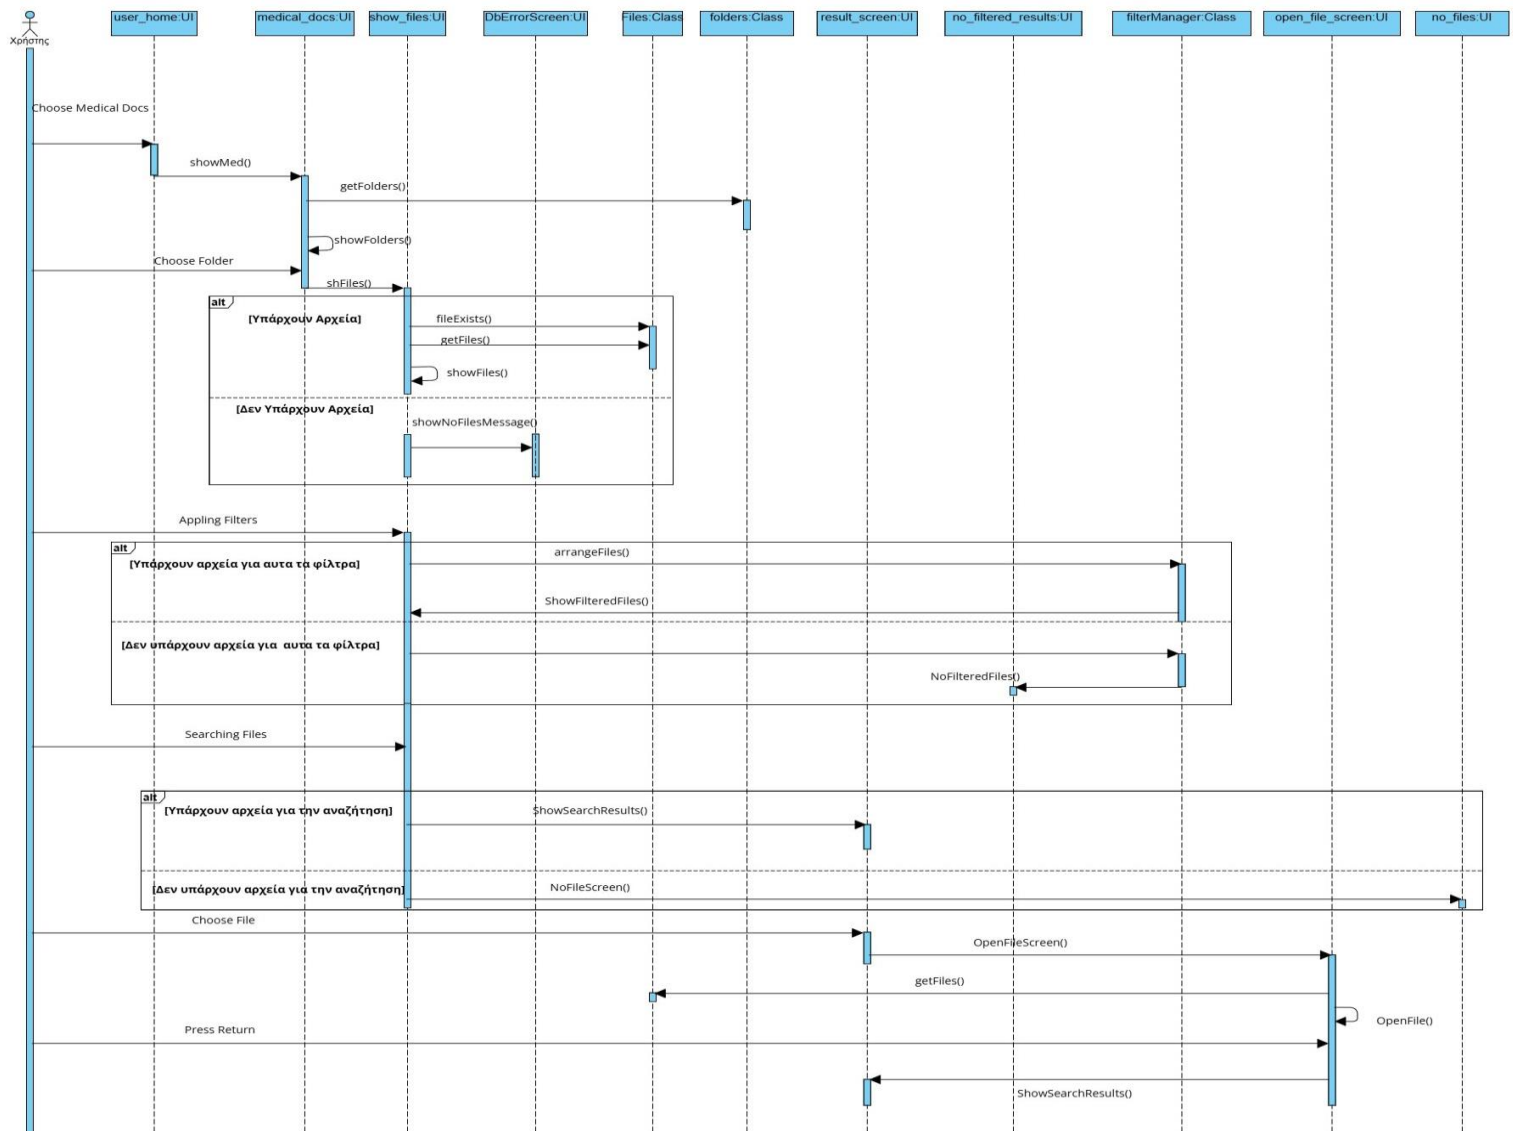 user_home:UI
medical_docs:UI
show_files:UI
DbErrorScreen:UI
Files:Class
folders:Class
result_screen:UI
no_filtered_results:UI
filterManager:Class
open_file_screen:UI
no_files:UI
Χρήστης
Choose Medical Docs
showMed()
getFolders()
showFolders()
Choose Folder
shFiles()
alt
[Υπάρχουν Αρχεία]
fileExists()
getFiles()
showFiles()
[Δεν Υπάρχουν Αρχεία]
showNoFilesMessage()
Appling Filters
alt
arrangeFiles()
[Υπάρχουν αρχεία για αυτα τα φίλτρα]
ShowFilteredFiles()
[Δεν υπάρχουν αρχεία για αυτα τα φίλτρα]
NoFilteredFiles()
Searching Files
alt
[Υπάρχουν αρχεία για την αναζήτηση]
ShowSearchResults()
[Δεν υπάρχουν αρχεία για την αναζήτηση]
NoFileScreen()
Choose File
OpenFileScreen()
getFiles()
OpenFile()
Press Return
ShowSearchResults()